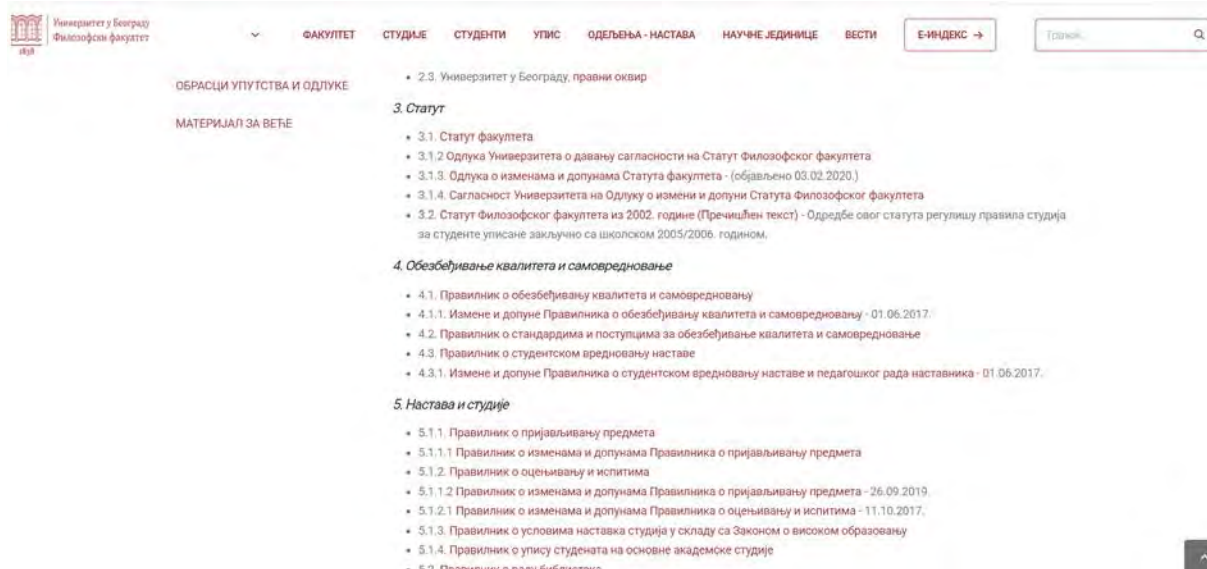 Универзитет у Београду
Филозофски факултет
1838
ФАКУЛТЕТ
СТУДИЈЕ
СТУДЕНТИ
УПИС
ОДЕЉЕЊА - НАСТАВА
НАУЧНЕ ЈЕДИНИЦЕ
ВЕСТИ
Е-ИНДЕКС →
ОБРАСЦИ УПУТСТВА И ОДЛУКЕ
МАТЕРИЈАЛ ЗА ВЕЋЕ
2.3. Универзитет у Београду, правни оквир
3. Статут
3.1. Статут факултета
3.1.2 Одлука Универзитета о давању сагласности на Статут Филозофског факултета
3.1.3. Одлука о изменама и допунама Статута факултета - (објављено 03.02.2020.)
3.1.4. Сагласност Универзитета на Одлуку о измени и допуни Статута Филозофског факултета
3.2. Статут Филозофског факултета из 2002. године (Пречишћен текст) - Одредбе овог статута регулишу правила студија
за студенте уписане закључно са школском 2005/2006. годином.
4. Обезбеђивање квалитета и самовредновање
4.1. Правилник о обезбеђивању квалитета и самовредновању
4.1.1. Измене и допуне Правилника о обезбеђивању квалитета и самовредновању - 01.06.2017.
4.2. Правилник о стандардима и поступцима за обезбеђивање квалитета и самовредновање
4.3. Правилник о студентском вредновању наставе
4.3.1. Измене и допуне Правилника о студентском вредновању наставе и педагошког рада наставника - 01.06.2017.
5. Настава и студије
5.1.1. Правилник о пријављивању предмета
5.1.1.1 Правилник о изменама и допунама Правилника о пријављивању предмета
5.1.2. Правилник о оцењивању и испитима
5.1.1.2 Правилник о изменама и допунама Правилника о пријављивању предмета - 26.09.2019.
5.1.2.1 Правилник о изменама и допунама Правилника о оцењивању и испитима - 11.10.2017.
5.1.3. Правилник о условима наставка студија у складу са Законом о високом образовању
5.1.4. Правилник о упису студената на основне академске студије
5.2. Правилник о раду библиотека